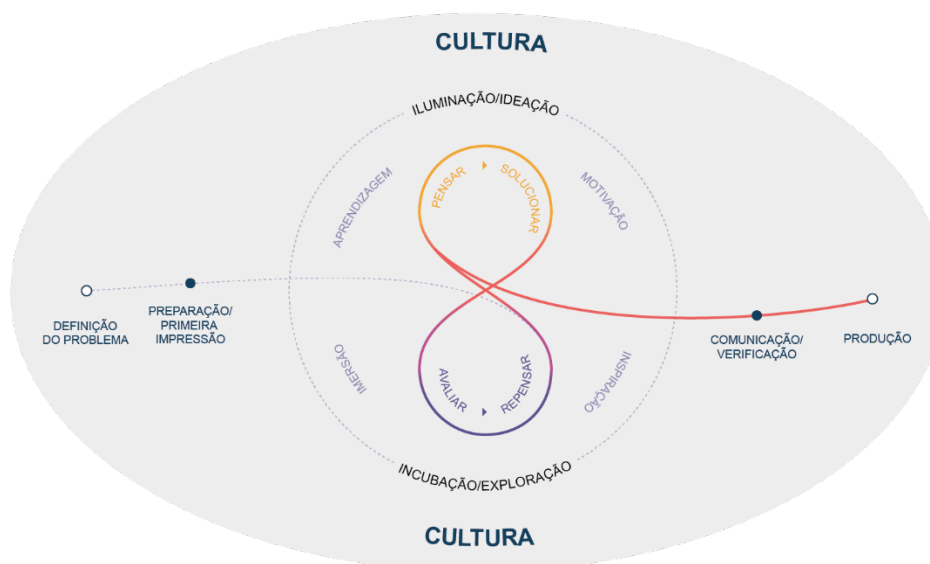 CULTURA
ILUMINAÇÃO/IDEAÇÃO
APRENDIZAGEM
PENSAR
SOLUCIONAR
MOTIVAÇÃO
DEFINIÇÃO
DO PROBLEMA
PREPARAÇÃO/
PRIMEIRA
IMPRESSÃO
COMUNICAÇÃO/
VERIFICAÇÃO
PRODUÇÃO
IMERSÃO
AVALIAR
REPENSAR
INSPIRAÇÃO
INCUBAÇÃO/EXPLORAÇÃO
CULTURA